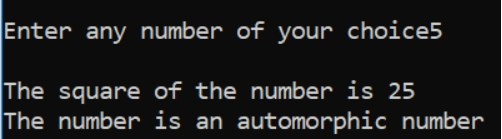 Enter any number of your choice5
The square of the number is 25
The number is an automorphic number